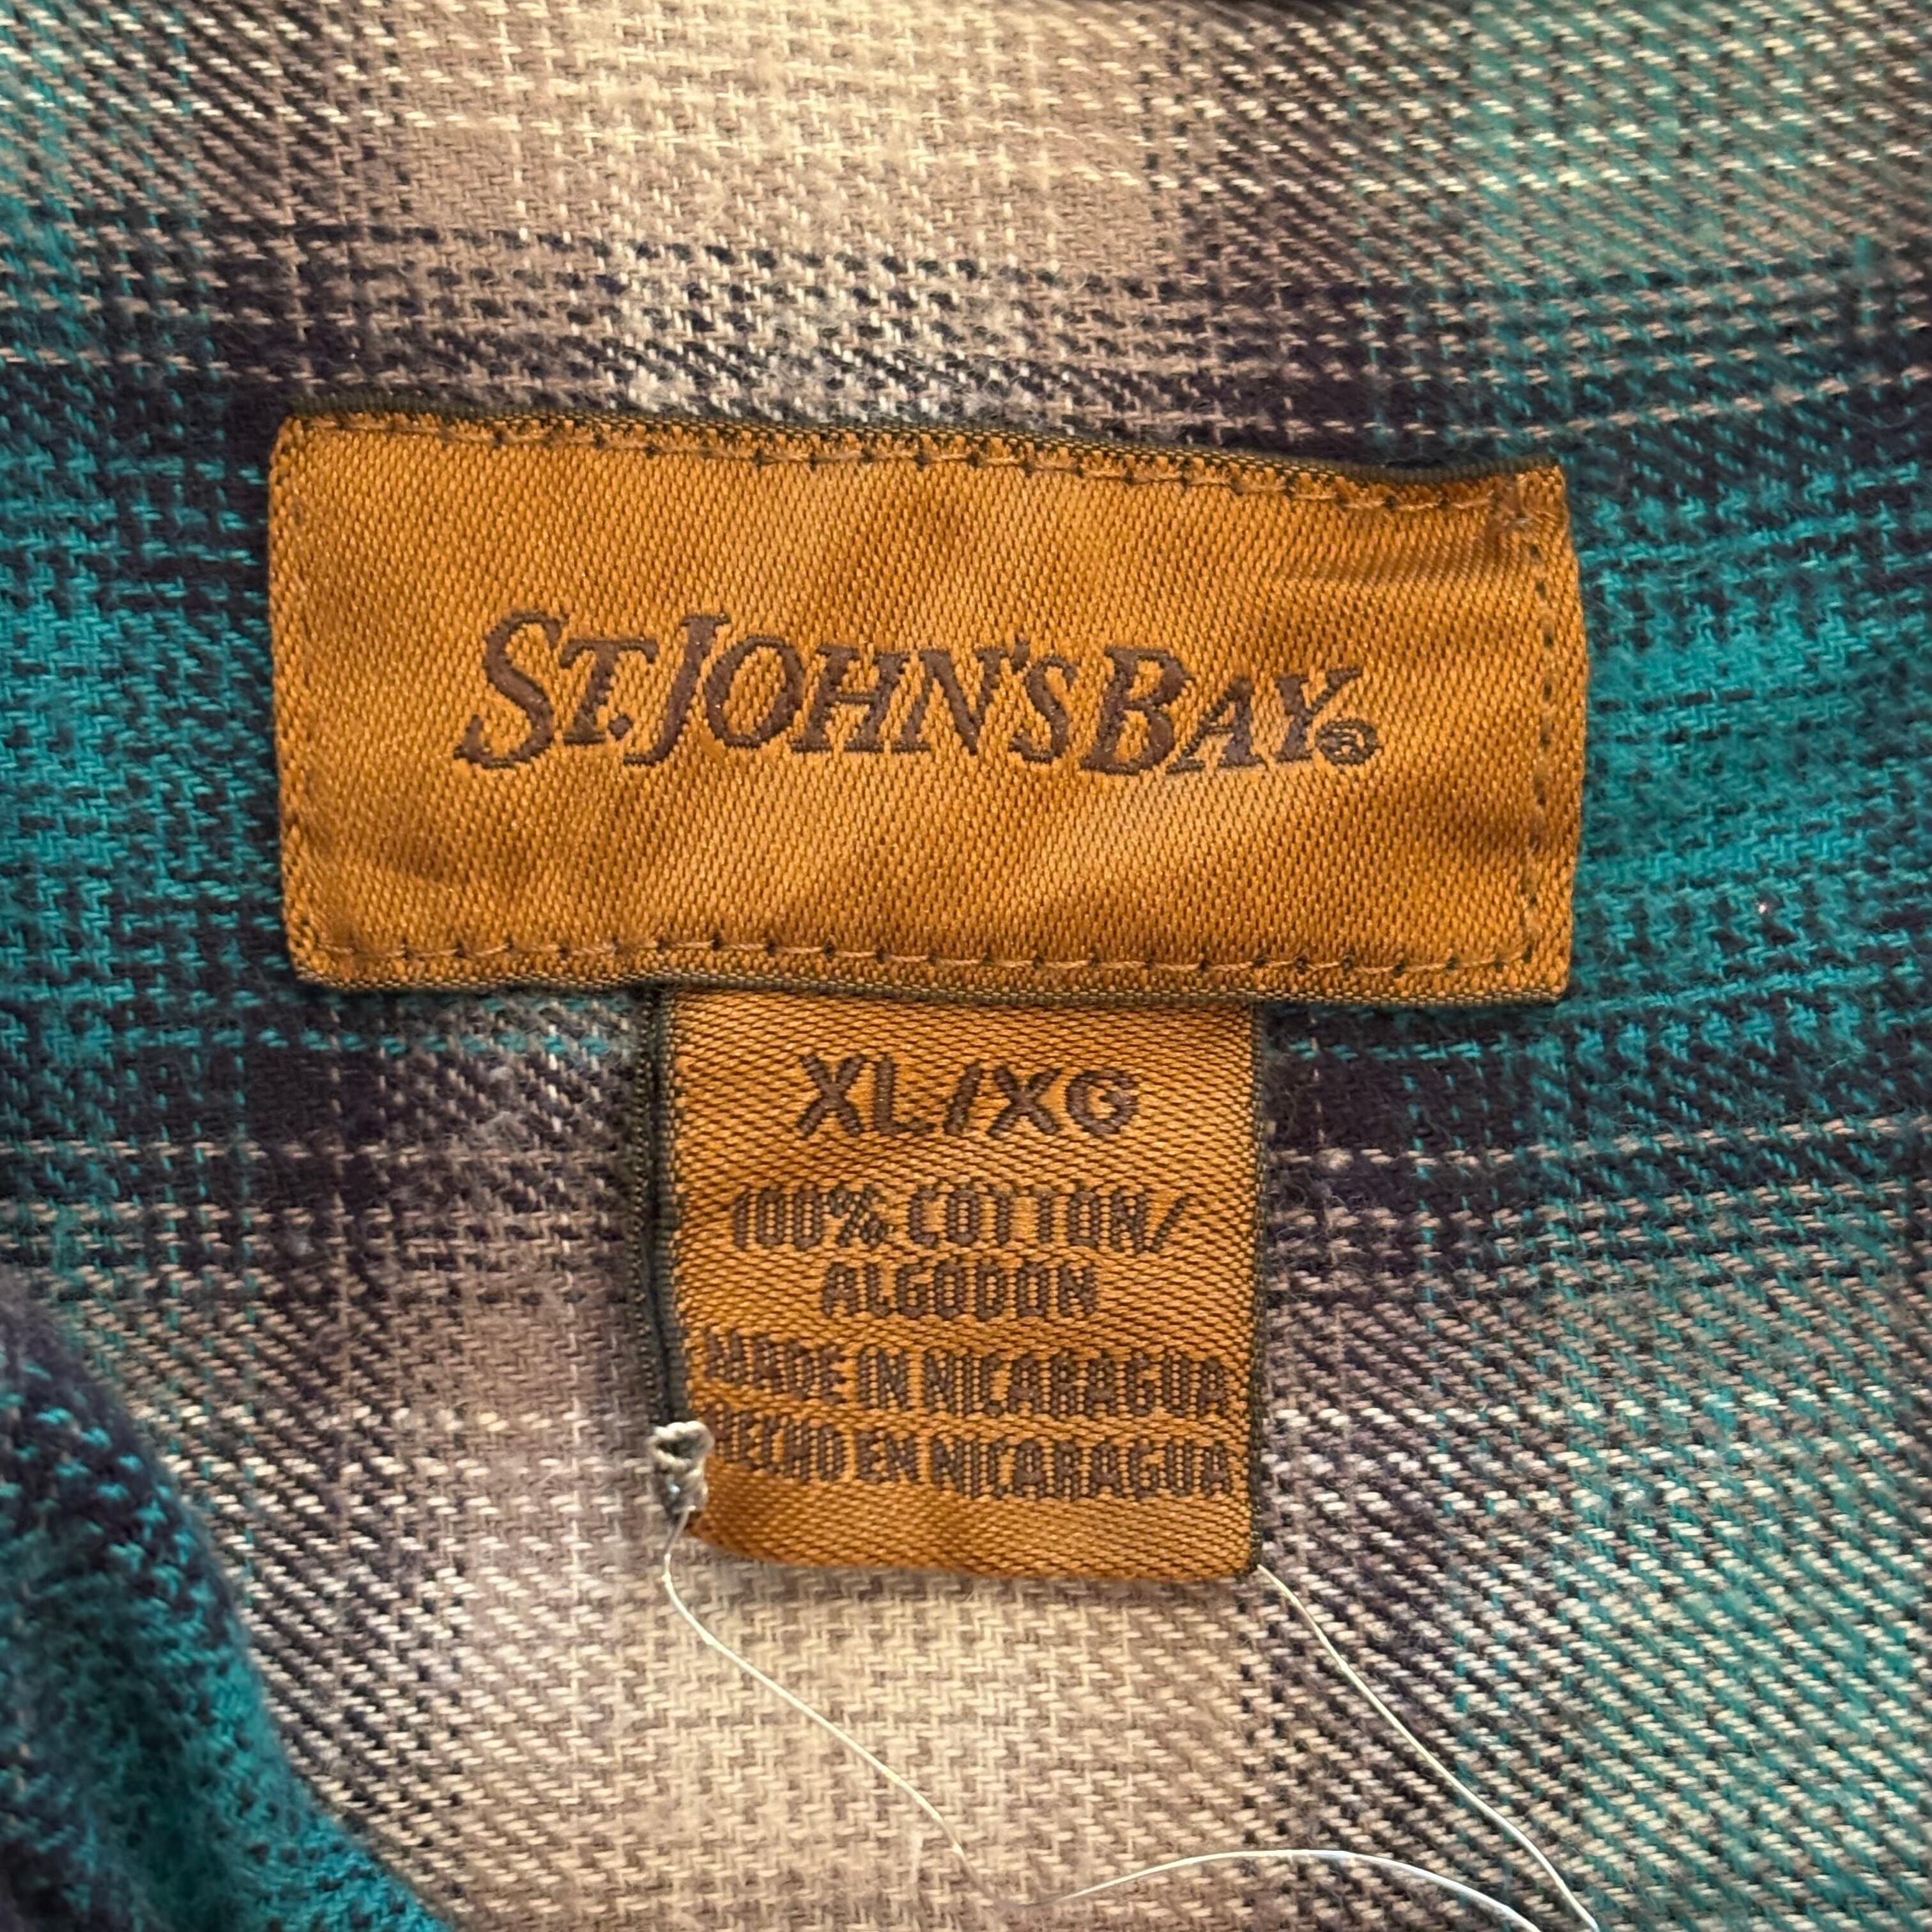 ST. JOHN'S BAY®
XL/XG
100% COTTON/
ALGODON
MADE IN NICARAGUA
HECHO EN NICARAGUA